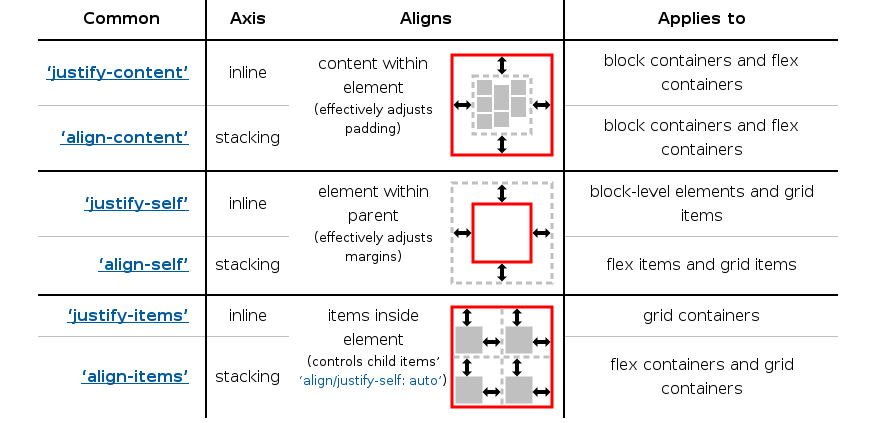 Common Axis Aligns Applies to
‘justify-content’ inline content within element (effectively adjusts padding) block containers and flex containers
‘align-content’ stacking block containers and flex containers
‘justify-self’ inline element within parent (effectively adjusts margins) block-level elements and grid items
‘align-self’ stacking flex items and grid items
‘justify-items’ inline items inside element (controls child items’ ‘align/justify-self: auto’) grid containers
‘align-items’ stacking flex containers and grid containers